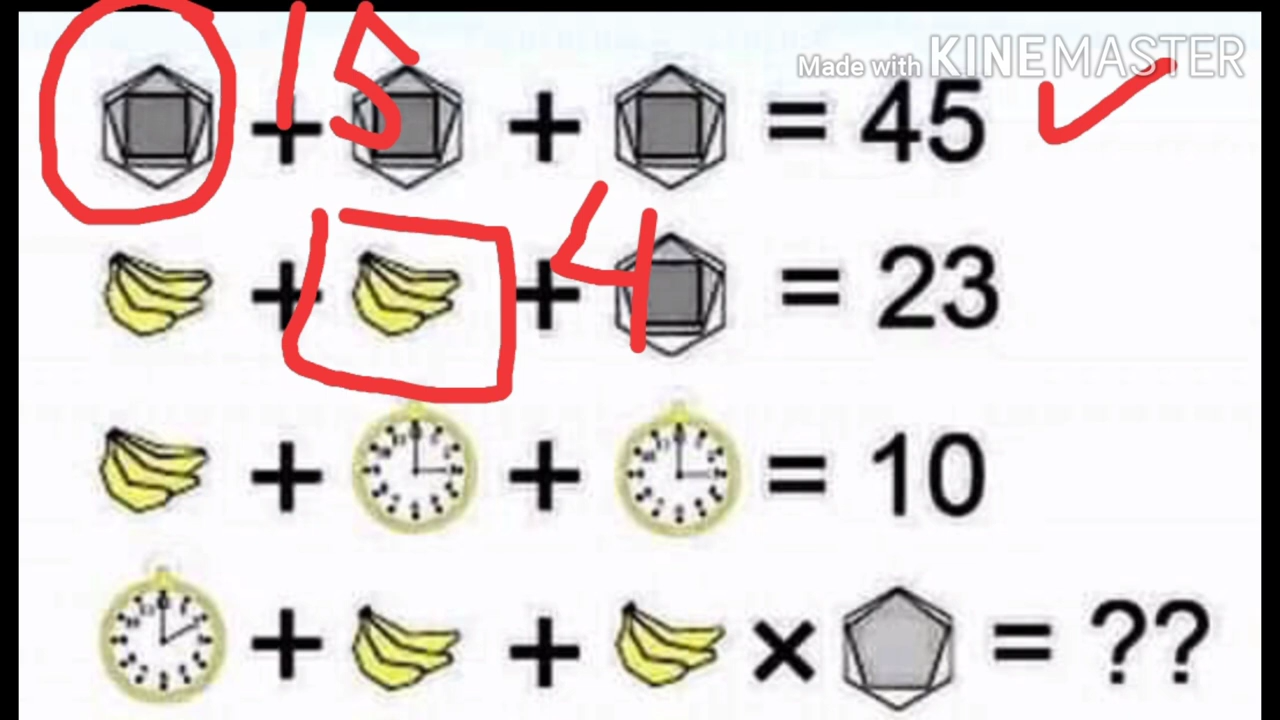 Made with KINEMASTER
15
+ + = 45 ✓
4
+ + = 23
+ + = 10
+ + × = ??